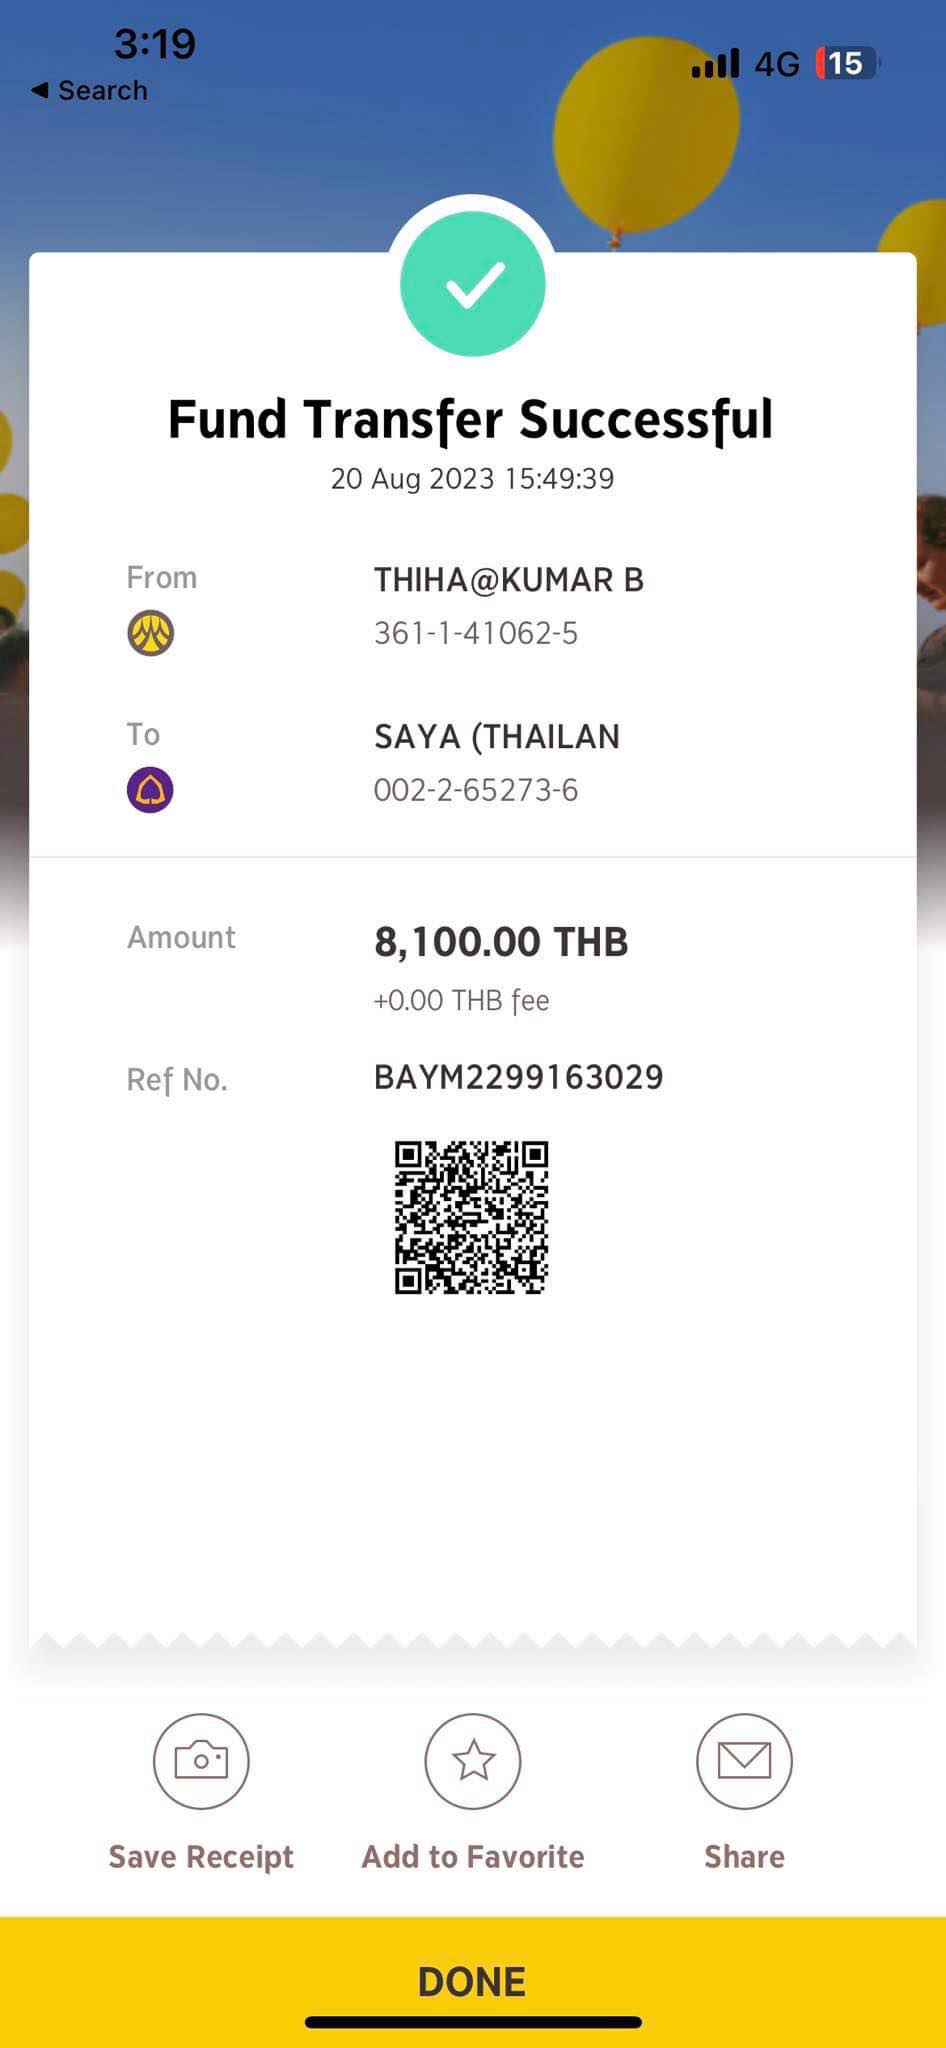 3:19
4G
15
◀ Search
Fund Transfer Successful
20 Aug 2023 15:49:39
From
THIHA@KUMAR B
361-1-41062-5
To
SAYA (THAILAN
002-2-65273-6
Amount
8,100.00 THB
+0.00 THB fee
Ref No.
BAYM2299163029
Save Receipt
Add to Favorite
Share
DONE